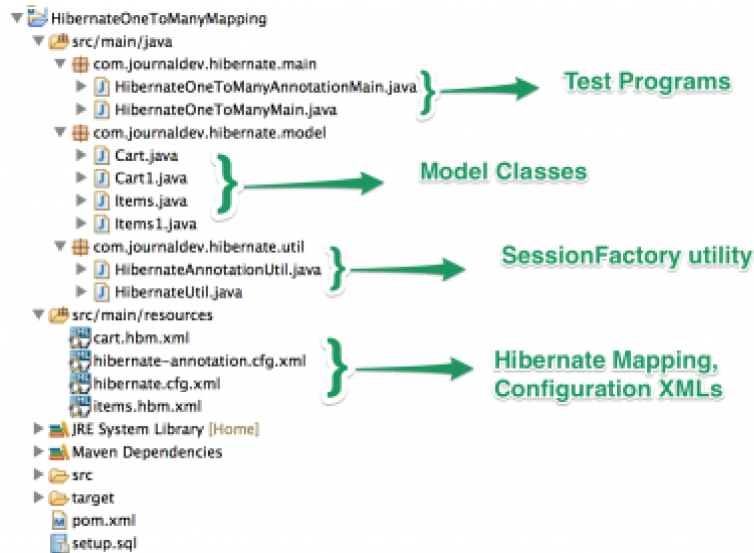 HibernateOneToManyMapping
src/main/java
com.journaldev.hibernate.main
HibernateOneToManyAnnotationMain.java
HibernateOneToManyMain.java
Test Programs
com.journaldev.hibernate.model
Cart.java
Cart1.java
Items.java
Items1.java
Model Classes
com.journaldev.hibernate.util
HibernateAnnotationUtil.java
HibernateUtil.java
SessionFactory utility
src/main/resources
cart.hbm.xml
hibernate-annotation.cfg.xml
hibernate.cfg.xml
items.hbm.xml
Hibernate Mapping,
Configuration XMLs
JRE System Library [Home]
Maven Dependencies
src
target
pom.xml
setup.sql